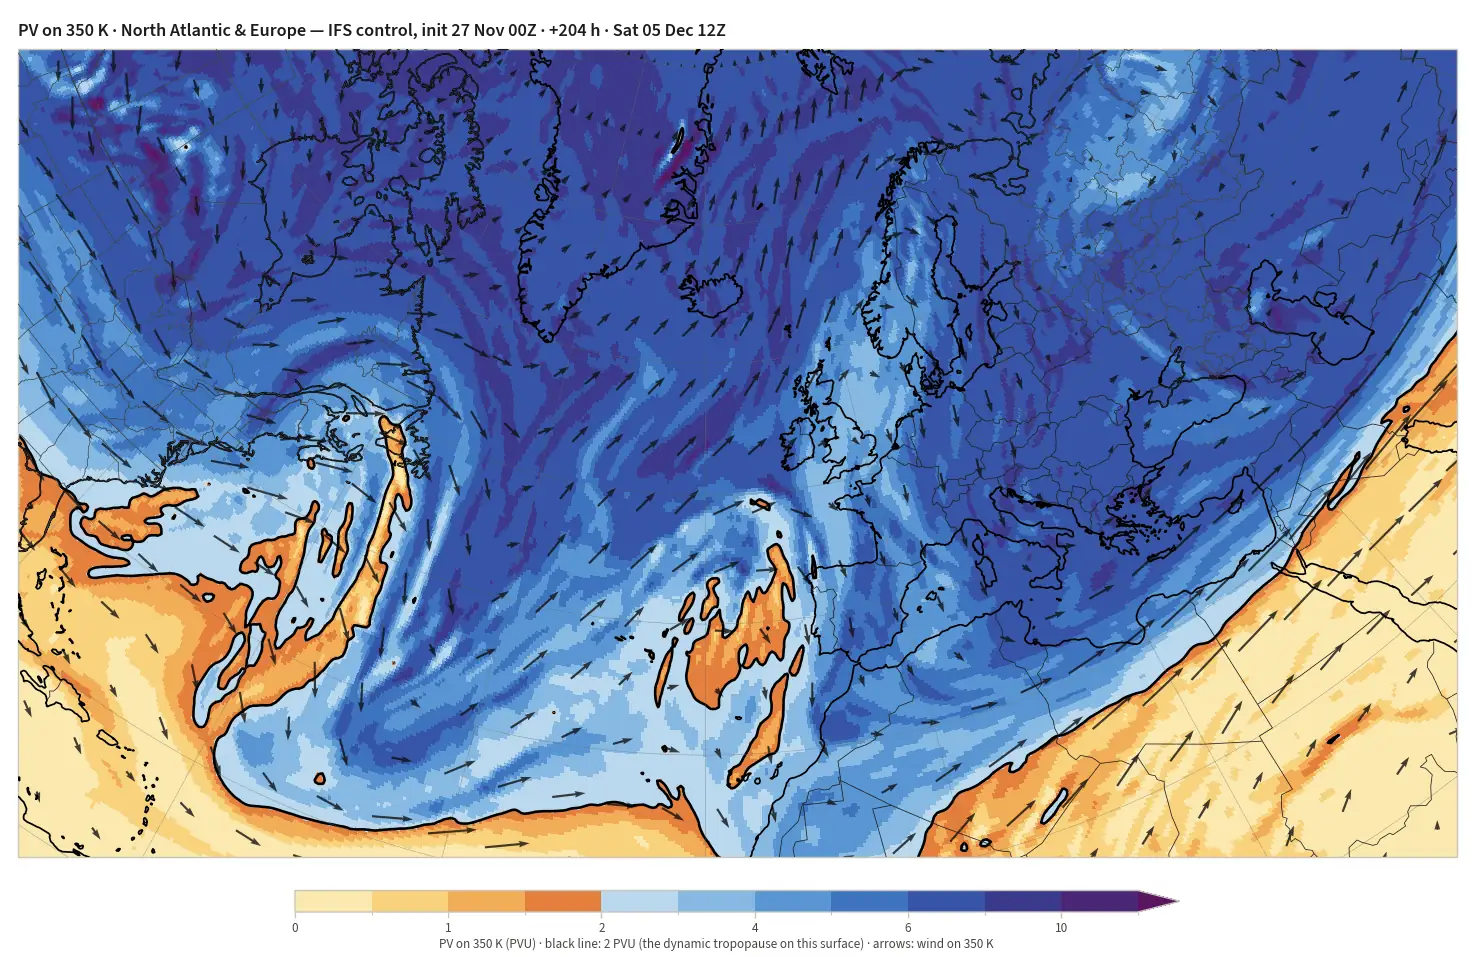 PV on 350 K · North Atlantic & Europe — IFS control, init 27 Nov 00Z · +204 h · Sat 05 Dec 12Z
0 1 2 4 6 10
PV on 350 K (PVU) · black line: 2 PVU (the dynamic tropopause on this surface) · arrows: wind on 350 K